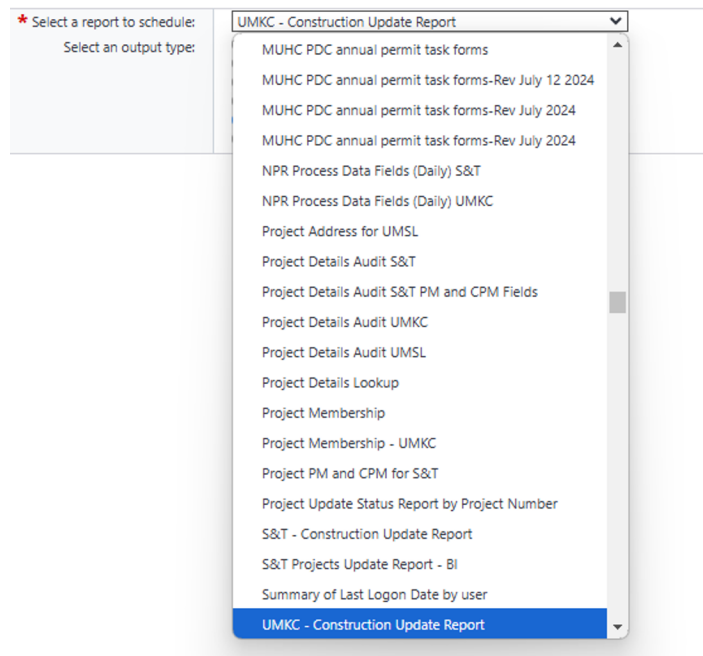 * Select a report to schedule:
UMKC - Construction Update Report
Select an output type:
MUHC PDC annual permit task forms
MUHC PDC annual permit task forms-Rev July 12 2024
MUHC PDC annual permit task forms-Rev July 2024
MUHC PDC annual permit task forms-Rev July 2024
NPR Process Data Fields (Daily) S&T
NPR Process Data Fields (Daily) UMKC
Project Address for UMSL
Project Details Audit S&T
Project Details Audit S&T PM and CPM Fields
Project Details Audit UMKC
Project Details Audit UMSL
Project Details Lookup
Project Membership
Project Membership - UMKC
Project PM and CPM for S&T
Project Update Status Report by Project Number
S&T - Construction Update Report
S&T Projects Update Report - BI
Summary of Last Logon Date by user
UMKC - Construction Update Report